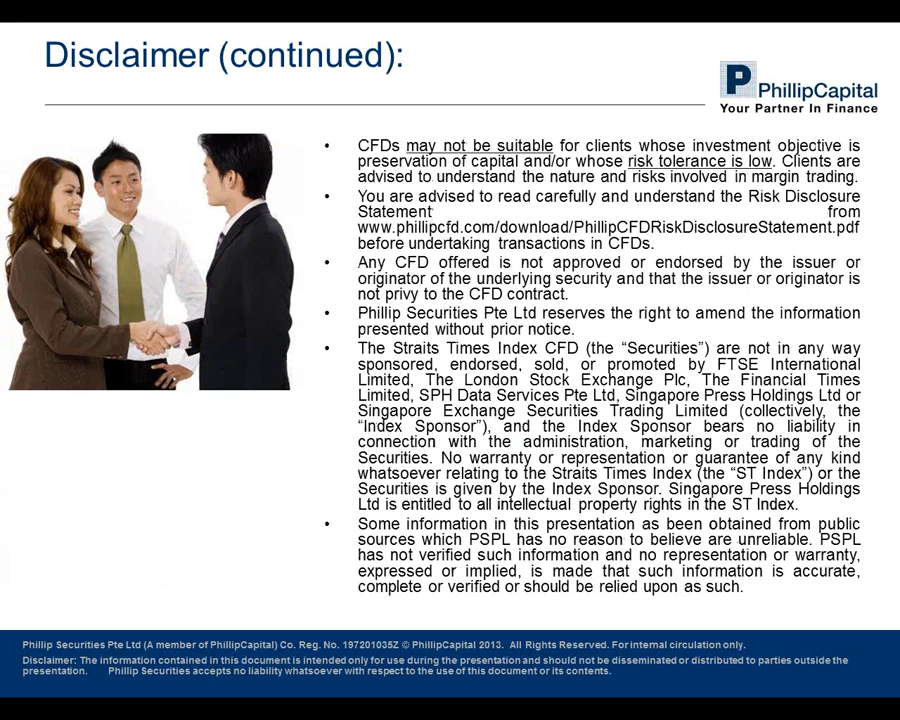 Disclaimer (continued):
P PhillipCapital
Your Partner In Finance
• CFDs may not be suitable for clients whose investment objective is
preservation of capital and/or whose risk tolerance is low. Clients are
advised to understand the nature and risks involved in margin trading.
• You are advised to read carefully and understand the Risk Disclosure
Statement from
www.phillipcfd.com/download/PhillipCFDRiskDisclosureStatement.pdf
before undertaking transactions in CFDs.
• Any CFD offered is not approved or endorsed by the issuer or
originator of the underlying security and that the issuer or originator is
not privy to the CFD contract.
• Phillip Securities Pte Ltd reserves the right to amend the information
presented without prior notice.
• The Straits Times Index CFD (the “Securities”) are not in any way
sponsored, endorsed, sold, or promoted by FTSE International
Limited, The London Stock Exchange Plc, The Financial Times
Limited, SPH Data Services Pte Ltd, Singapore Press Holdings Ltd or
Singapore Exchange Securities Trading Limited (collectively, the
“Index Sponsor”), and the Index Sponsor bears no liability in
connection with the administration, marketing or trading of the
Securities. No warranty or representation or guarantee of any kind
whatsoever relating to the Straits Times Index (the “ST Index”) or the
Securities is given by the Index Sponsor. Singapore Press Holdings
Ltd is entitled to all intellectual property rights in the ST Index.
• Some information in this presentation as been obtained from public
sources which PSPL has no reason to believe are unreliable. PSPL
has not verified such information and no representation or warranty,
expressed or implied, is made that such information is accurate,
complete or verified or should be relied upon as such.
Phillip Securities Pte Ltd (A member of PhillipCapital) Co. Reg. No. 197201035Z © PhillipCapital 2013. All Rights Reserved. For internal circulation only.
Disclaimer: The information contained in this document is intended only for use during the presentation and should not be disseminated or distributed to parties outside the
presentation. Phillip Securities accepts no liability whatsoever with respect to the use of this document or its contents.